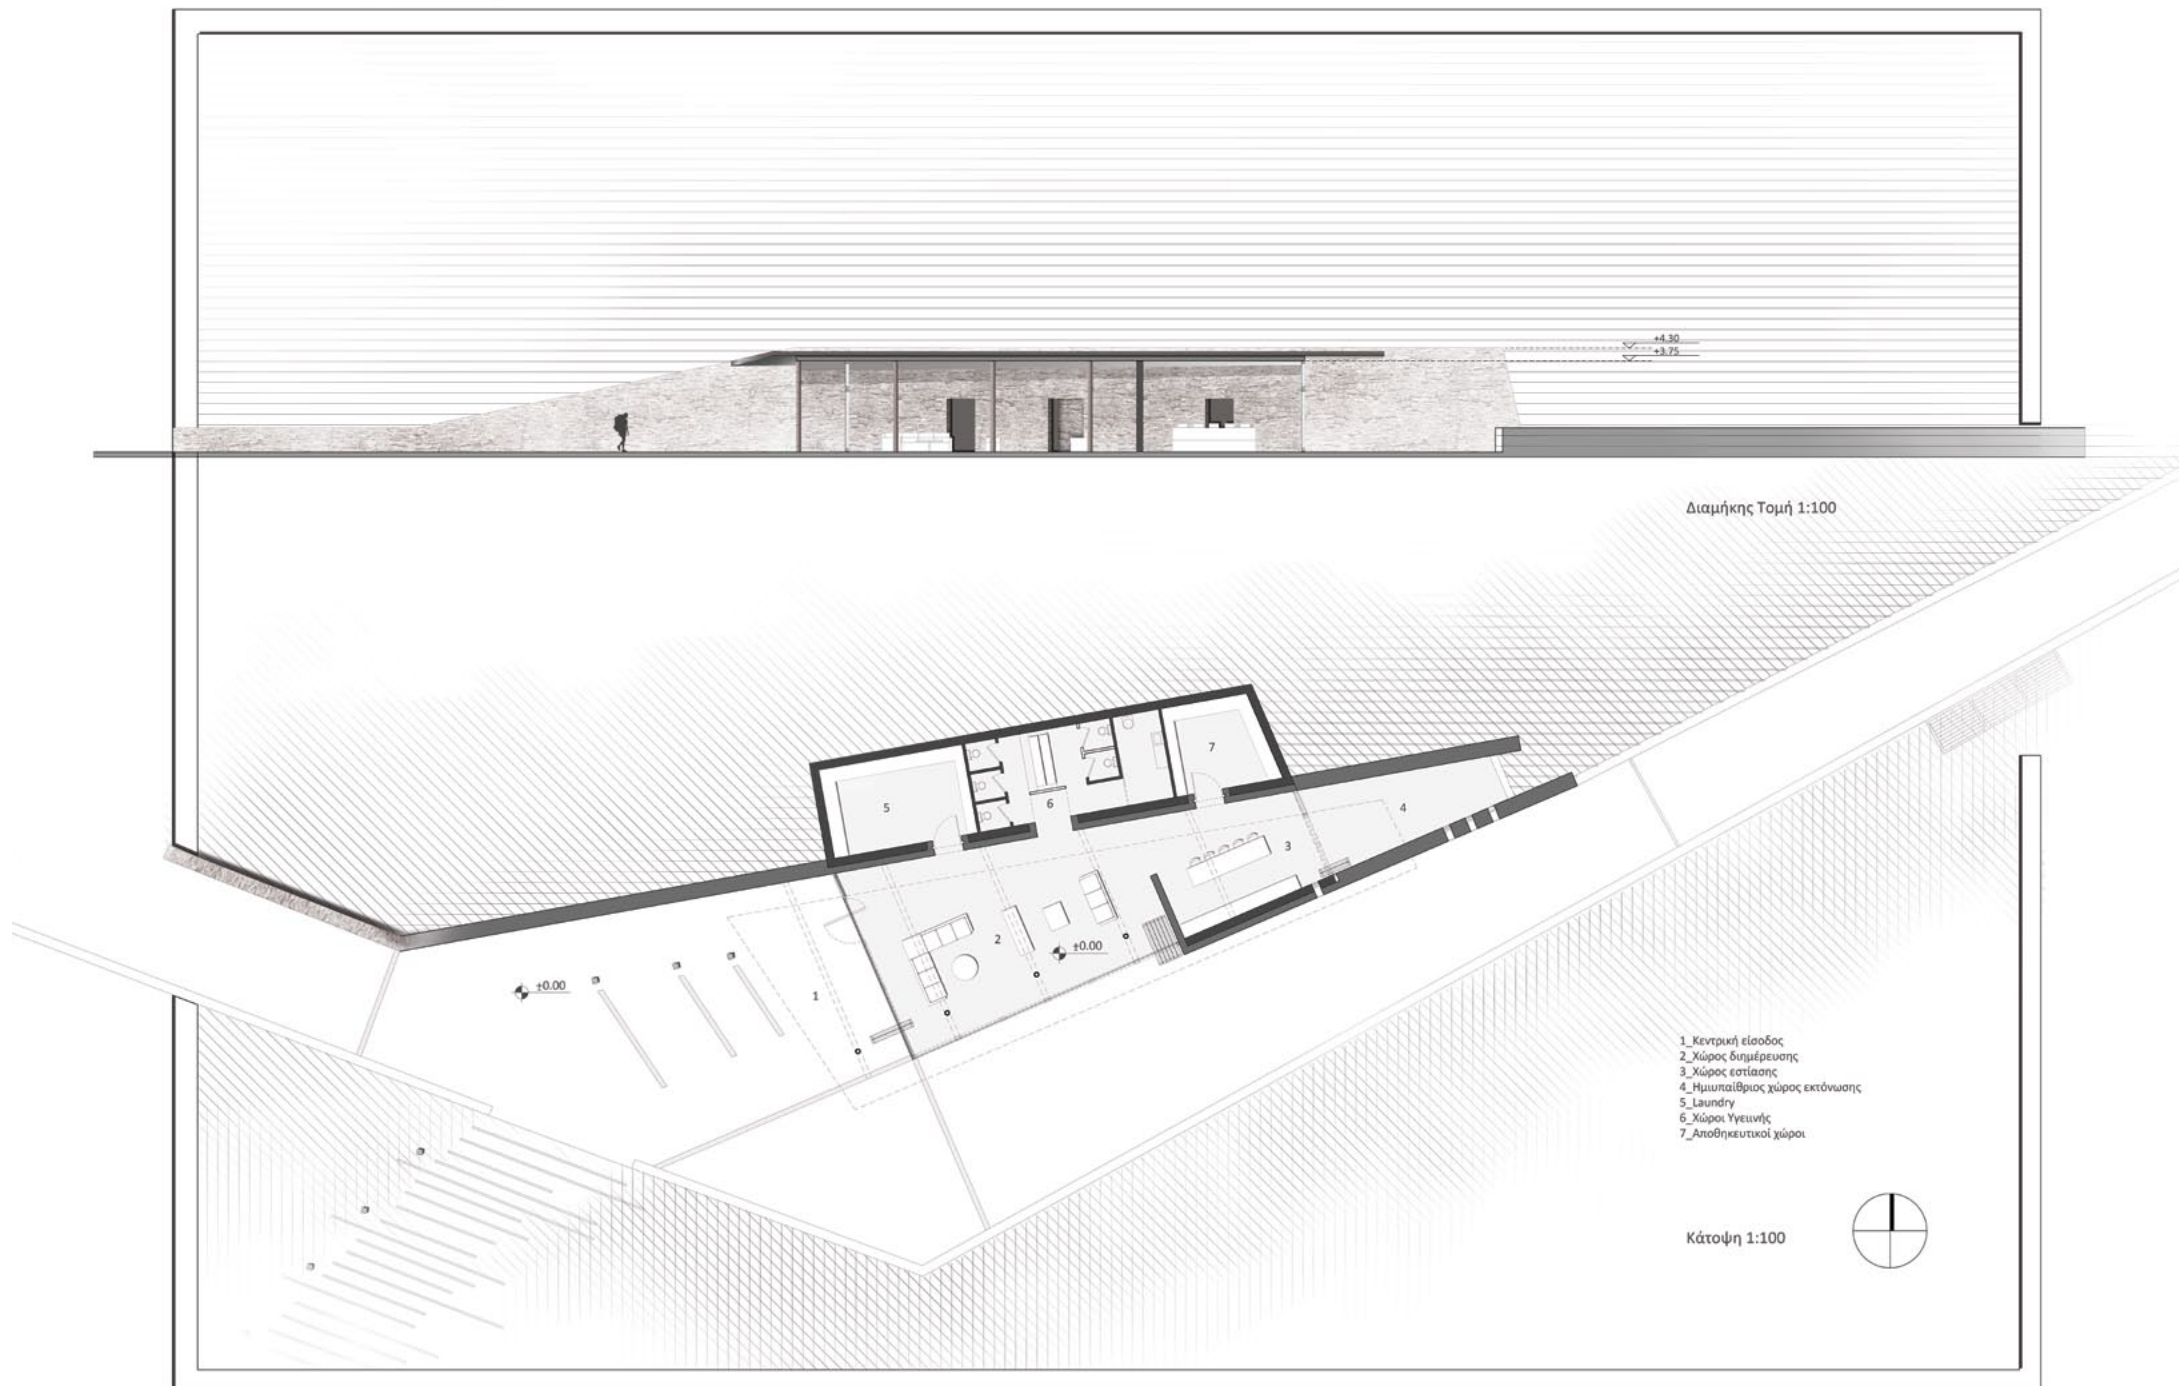 +4.30
+3.75
Διαμήκης Τομή 1:100
5
6
7
4
3
2
±0.00
1
±0.00
1_Κεντρική είσοδος
2_Χώρος διημέρευσης
3_Χώρος εστίασης
4_Ημιυπαίθριος χώρος εκτόνωσης
5_Laundry
6_Χώροι Υγεινής
7_Αποθηκευτικοί χώροι
Κάτοψη 1:100